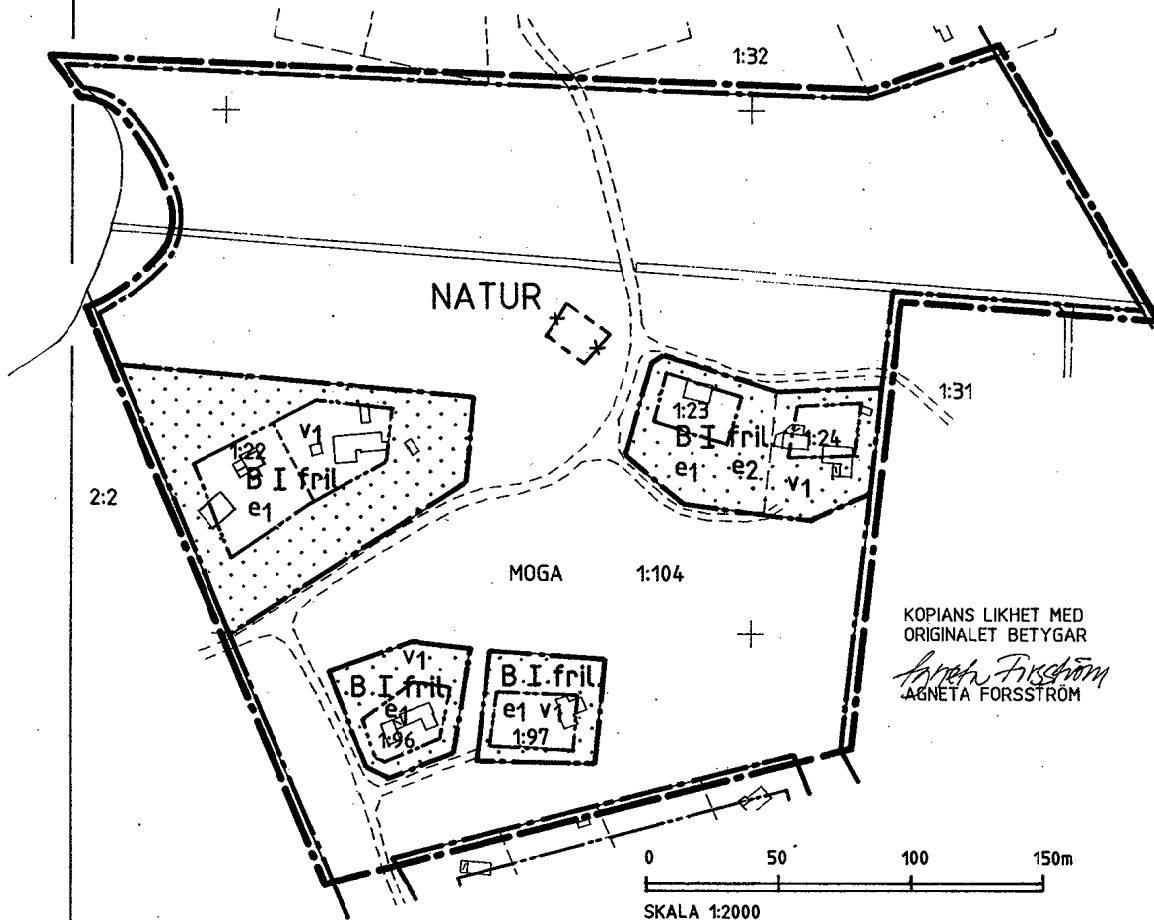 1:32
NATUR
1:31
1:23
B I fril
1:24
e1 e2
v1
v1
1:22
B I fril
e1
2:2
MOGA 1:104
KOPIANS LIKHET MED
ORIGINALET BETYGAR
Agneta Forsström
AGNETA FORSSTRÖM
v1
B I fril
e1
1:96
B I fril
e1 v1
1:97
0 50 100 150m
SKALA 1:2000